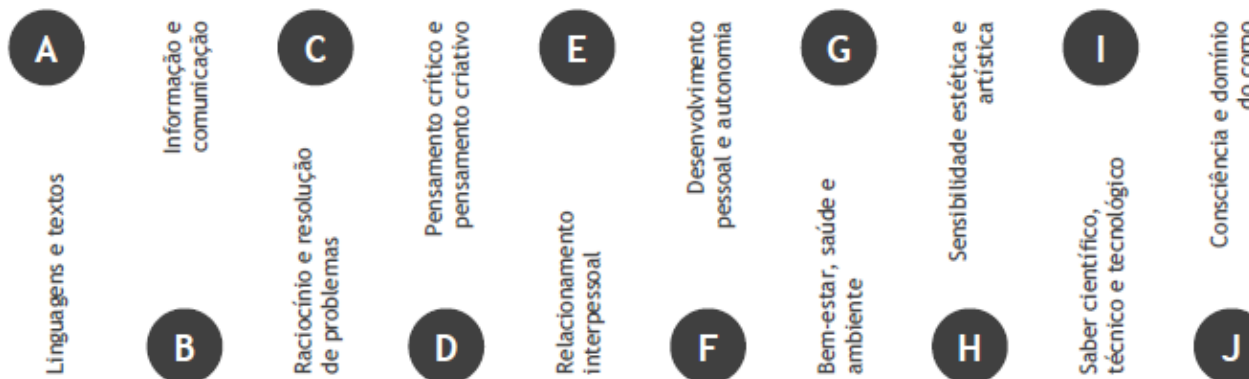 A
Linguagens e textos
Informação e
comunicação
B
C
Raciocínio e resolução
de problemas
Pensamento crítico e
pensamento criativo
D
E
Relacionamento
interpessoal
Desenvolvimento
pessoal e autonomia
F
G
Bem-estar, saúde e
ambiente
Sensibilidade estética e
artística
H
I
Saber científico,
técnico e tecnológico
Consciência e domínio
do
J